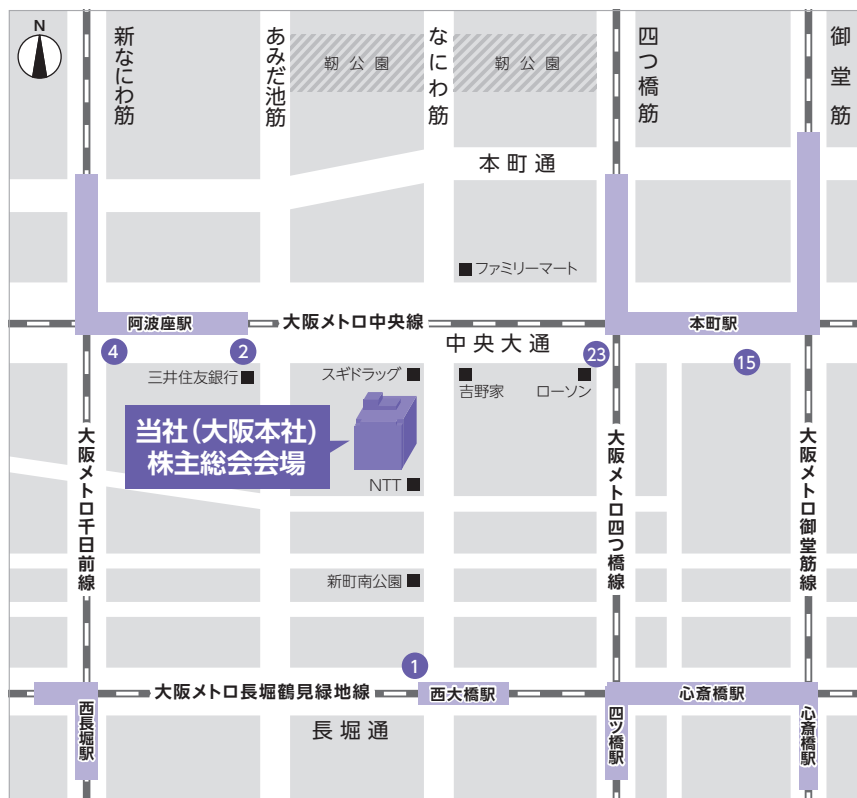 N
新なにわ筋
あみだ池筋
なにわ筋
四つ橋筋
御堂筋
靭公園
靭公園
本町通
ファミリーマート
阿波座駅
大阪メトロ中央線
本町駅
中央大通
4
2
23
15
三井住友銀行
スギドラッグ
吉野家
ローソン
当社(大阪本社)
株主総会会場
NTT
大阪メトロ千日前線
大阪メトロ四つ橋線
大阪メトロ御堂筋線
新町南公園
1
大阪メトロ長堀鶴見緑地線
西大橋駅
心斎橋駅
西長堀駅
長堀通
四ツ橋駅
心斎橋駅